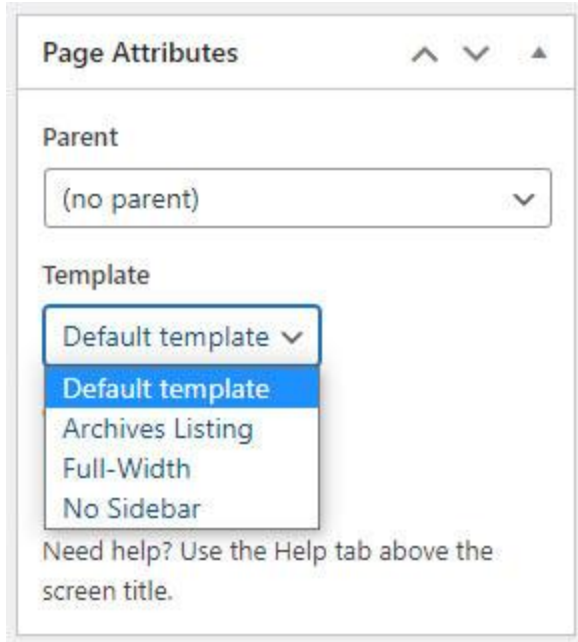 Page Attributes
Parent
(no parent)
Template
Default template
Default template
Archives Listing
Full-Width
No Sidebar
Need help? Use the Help tab above the
screen title.